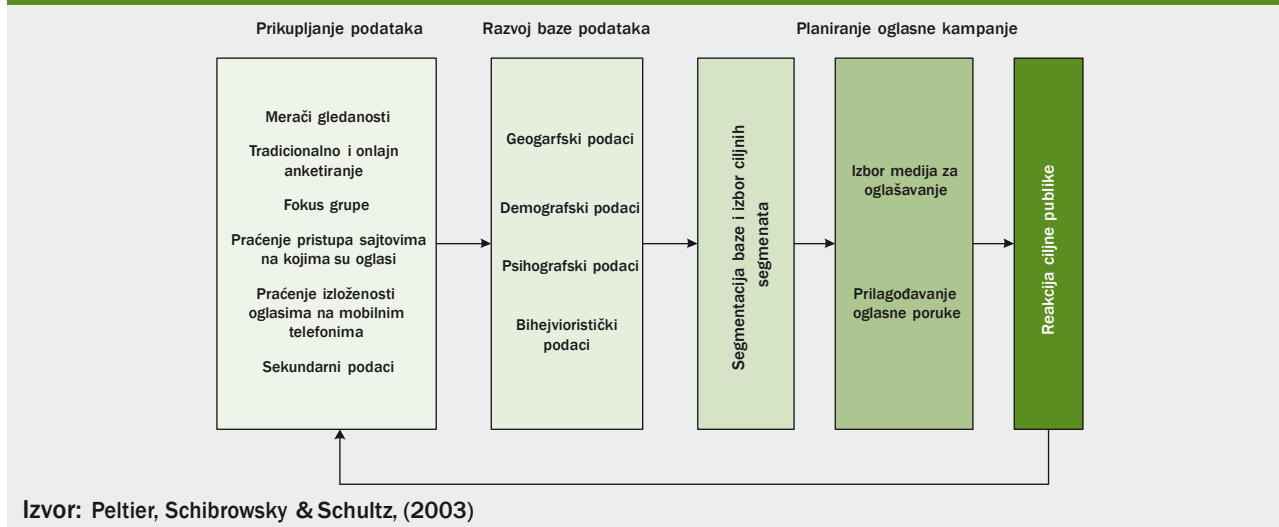 Prikupljanje podataka
Razvoj baze podataka
Planiranje oglasne kampanje
Merači gledanosti
Tradicionalno i onlajn
anketiranje
Fokus grupe
Praćenje pristupa sajtovima
na kojima su oglasi
Praćenje izloženosti
oglasima na mobilnim
telefonima
Sekundarni podaci
Geogarfski podaci
Demografski podaci
Psihografski podaci
Bihejvioristički
podaci
Segmentacija baze i izbor ciljnih
segmenata
Izbor medija za
oglašavanje
Prilagođavanje
oglasne poruke
Reakcija ciljne publike
Izvor: Peltier, Schibrowsky & Schultz, (2003)